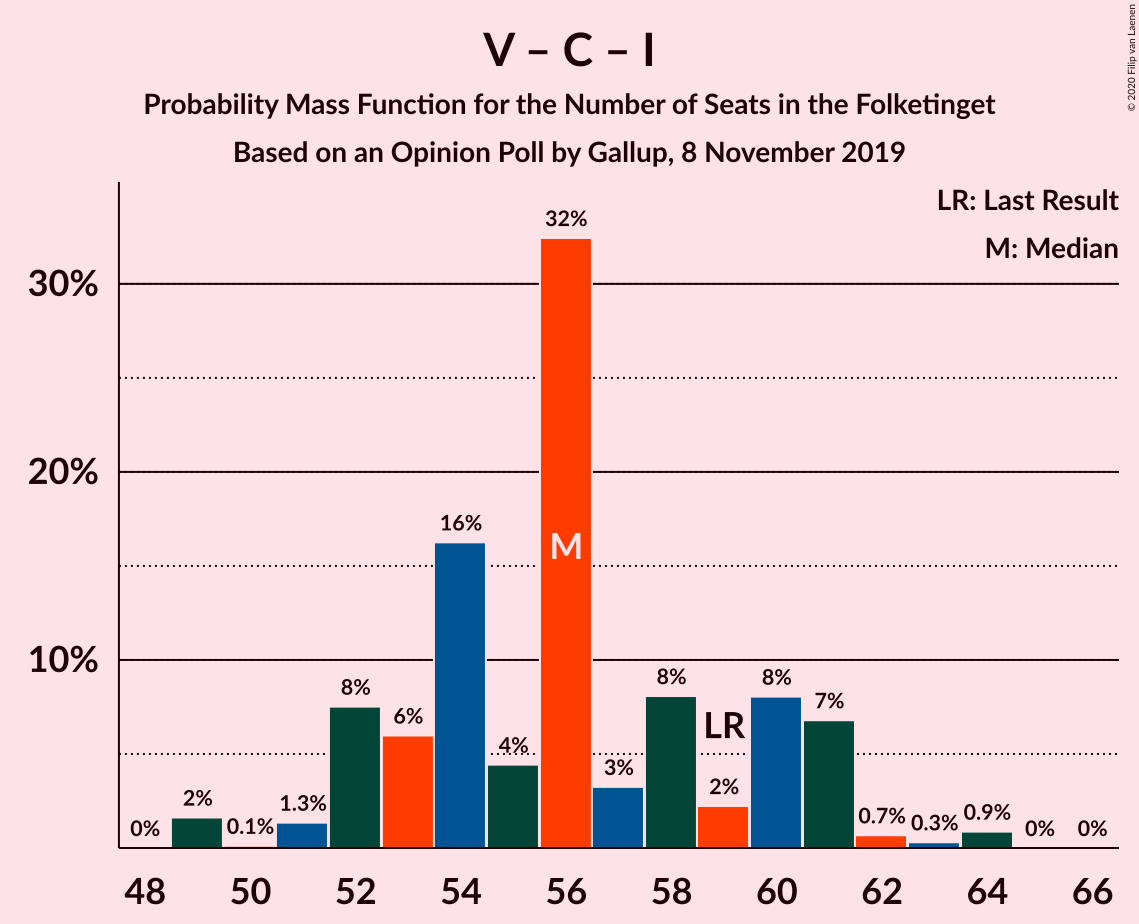 V – C – I
Probability Mass Function for the Number of Seats in the Folketinget
Based on an Opinion Poll by Gallup, 8 November 2019
© 2020 Filip van Laenen
LR: Last Result
M: Median
30%
20%
10%
0%
2%
0.1%
1.3%
8%
6%
16%
4%
32%
M
3%
8%
LR
2%
8%
7%
0.7%
0.3%
0.9%
0%
0%
48 50 52 54 56 58 60 62 64 66